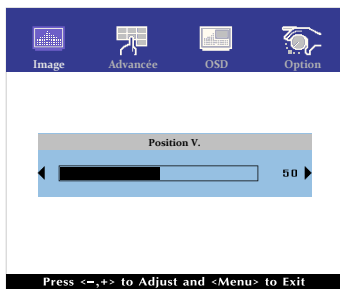 Image Advancée OSD Option
Position V.
50
Press <–,+> to Adjust and <Menu> to Exit